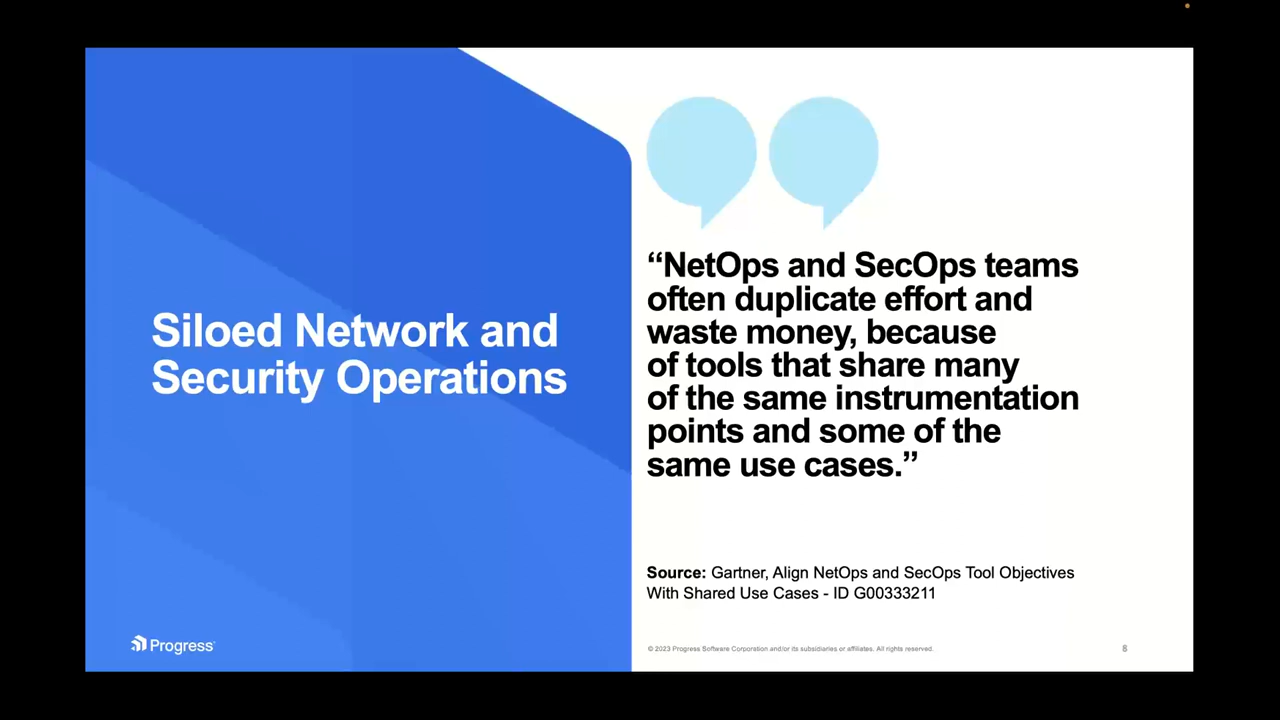 Siloed Network and
Security Operations
“NetOps and SecOps teams
often duplicate effort and
waste money, because
of tools that share many
of the same instrumentation
points and some of the
same use cases.”
Source: Gartner, Align NetOps and SecOps Tool Objectives
With Shared Use Cases - ID G00333211
Progress
© 2023 Progress Software Corporation and/or its subsidiaries or affiliates. All rights reserved.
8